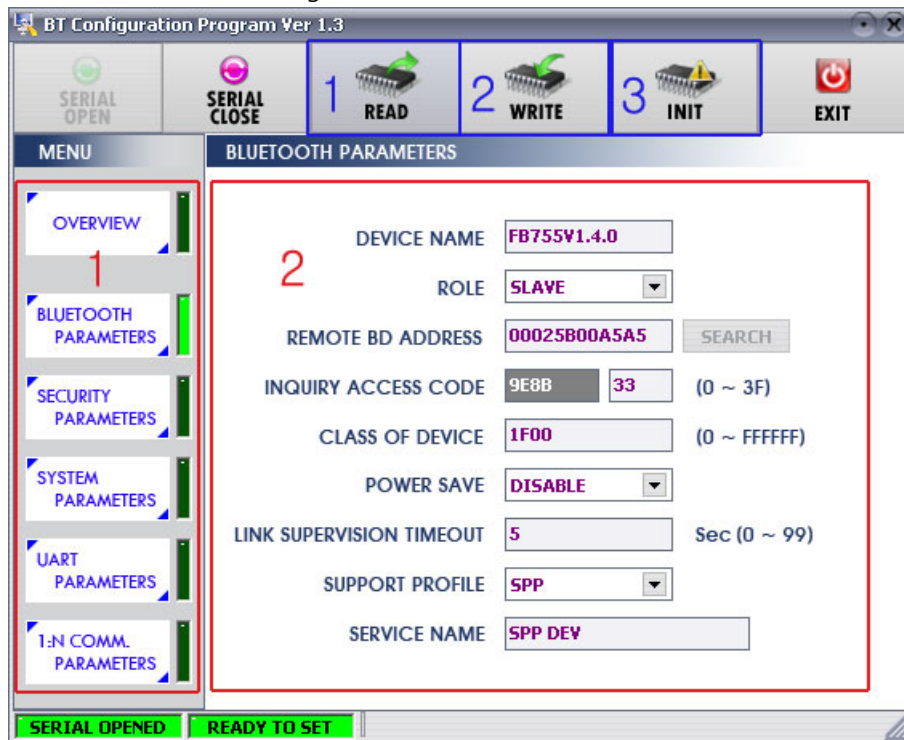 BT Configuration Program Ver 1.3
SERIAL
OPEN
SERIAL
CLOSE
1 READ
2 WRITE
3 INIT
EXIT
MENU
BLUETOOTH PARAMETERS
OVERVIEW
1
BLUETOOTH
PARAMETERS
SECURITY
PARAMETERS
SYSTEM
PARAMETERS
UART
PARAMETERS
1:N COMM.
PARAMETERS
2
DEVICE NAME FB755V1.4.0
ROLE SLAVE
REMOTE BD ADDRESS 00025B00A5A5 SEARCH
INQUIRY ACCESS CODE 9E8B 33 (0 ~ 3F)
CLASS OF DEVICE 1F00 (0 ~ FFFFFF)
POWER SAVE DISABLE
LINK SUPERVISION TIMEOUT 5 Sec (0 ~ 99)
SUPPORT PROFILE SPP
SERVICE NAME SPP DEV
SERIAL OPENED READY TO SET